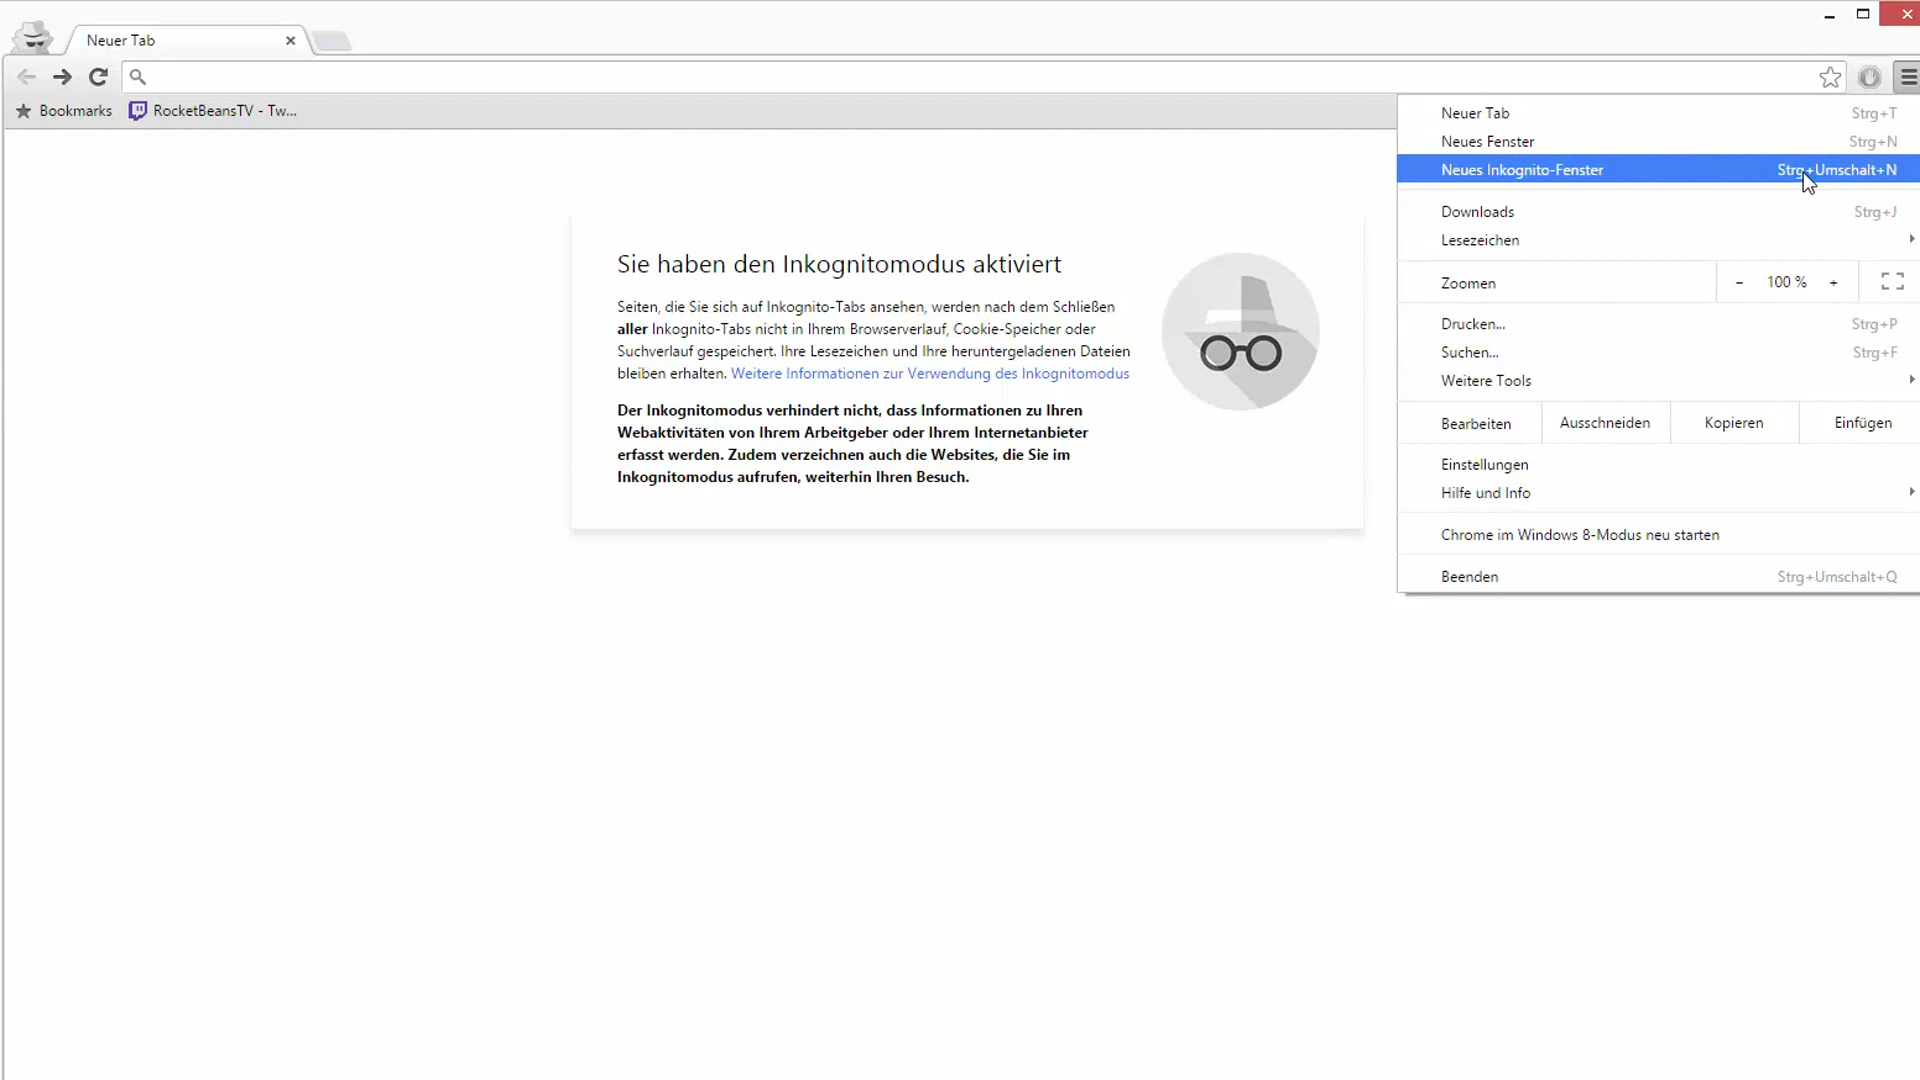 Neuer Tab
Bookmarks RocketBeansTV - Tw...
Neuer Tab Strg+T
Neues Fenster Strg+N
Neues Inkognito-Fenster Strg+Umschalt+N
Downloads Strg+J
Lesezeichen
Zoomen - 100 % +
Drucken... Strg+P
Suchen... Strg+F
Weitere Tools
Bearbeiten Ausschneiden Kopieren Einfügen
Einstellungen
Hilfe und Info
Chrome im Windows 8-Modus neu starten
Beenden Strg+Umschalt+Q
Sie haben den Inkognitomodus aktiviert
Seiten, die Sie sich auf Inkognito-Tabs ansehen, werden nach dem Schließen
aller Inkognito-Tabs nicht in Ihrem Browserverlauf, Cookie-Speicher oder
Suchverlauf gespeichert. Ihre Lesezeichen und Ihre heruntergeladenen Dateien
bleiben erhalten. Weitere Informationen zur Verwendung des Inkognitomodus
Der Inkognitomodus verhindert nicht, dass Informationen zu Ihren
Webaktivitäten von Ihrem Arbeitgeber oder Ihrem Internetanbieter
erfasst werden. Zudem verzeichnen auch die Websites, die Sie im
Inkognitomodus aufrufen, weiterhin Ihren Besuch.